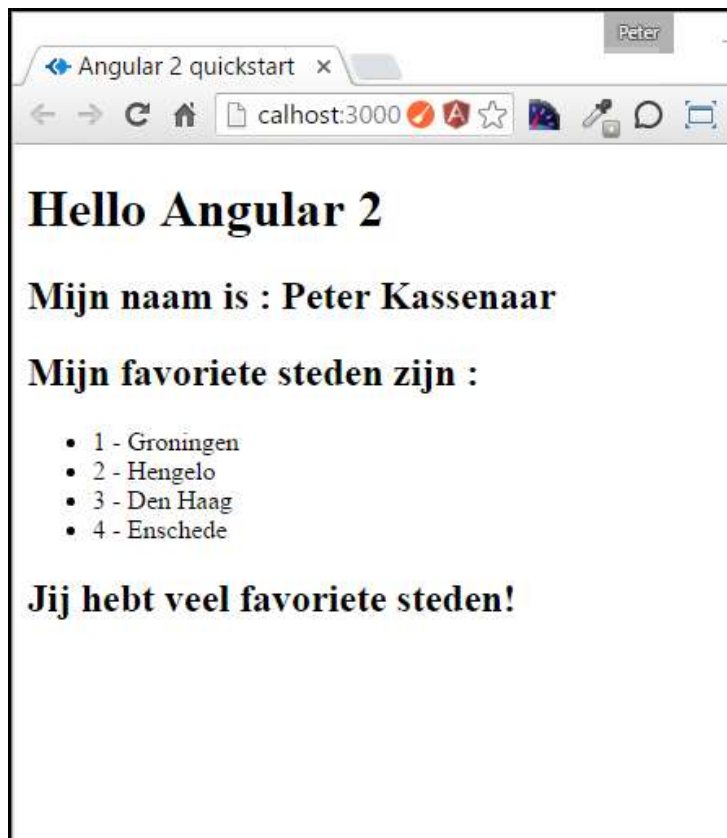 Peter
Angular 2 quickstart
calhost:3000
Hello Angular 2
Mijn naam is : Peter Kassenaar
Mijn favoriete steden zijn :
• 1 - Groningen
• 2 - Hengelo
• 3 - Den Haag
• 4 - Enschede
Jij hebt veel favoriete steden!